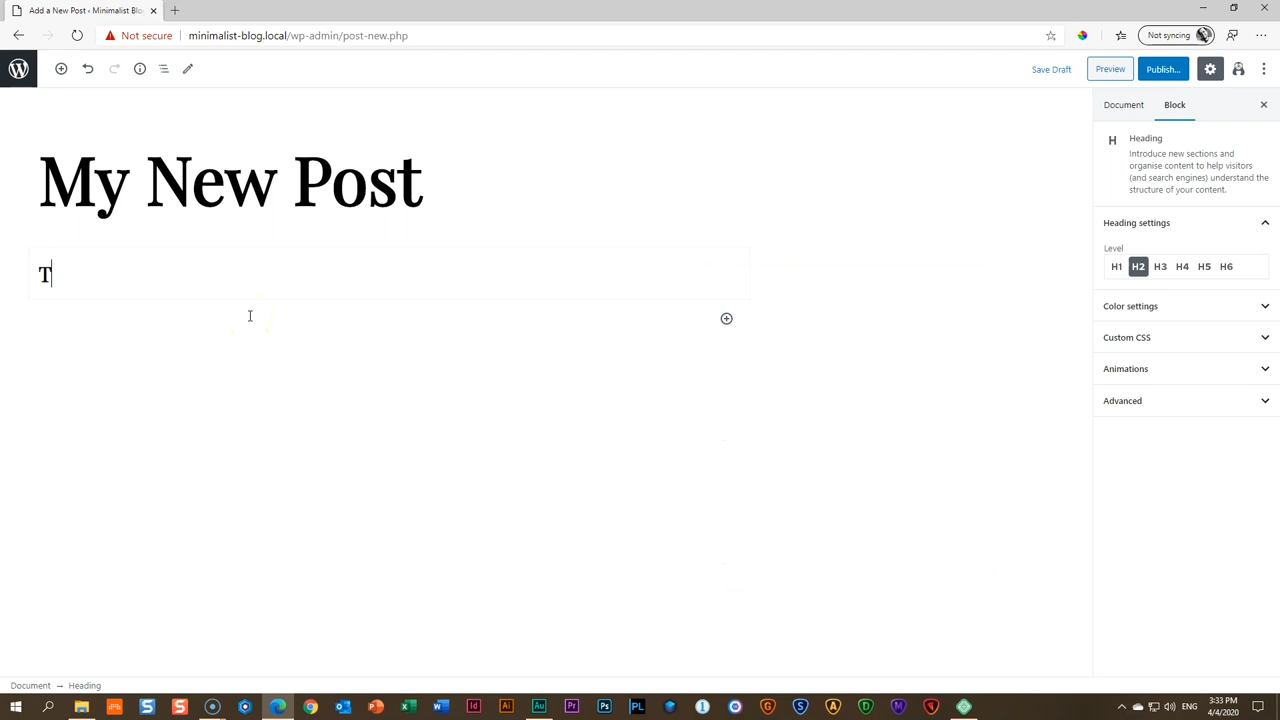 Add a New Post ‹ Minimalist Blo
Not secure
minimalist-blog.local/wp-admin/post-new.php
Not syncing
Save Draft
Preview
Publish...
Document
Block
My New Post
H
Heading
Introduce new sections and
organise content to help visitors
(and search engines) understand the
structure of your content.
Heading settings
Level
H1 H2 H3 H4 H5 H6
T
Color settings
Custom CSS
Animations
Advanced
Document → Heading
ENG
3:33 PM
4/4/2020